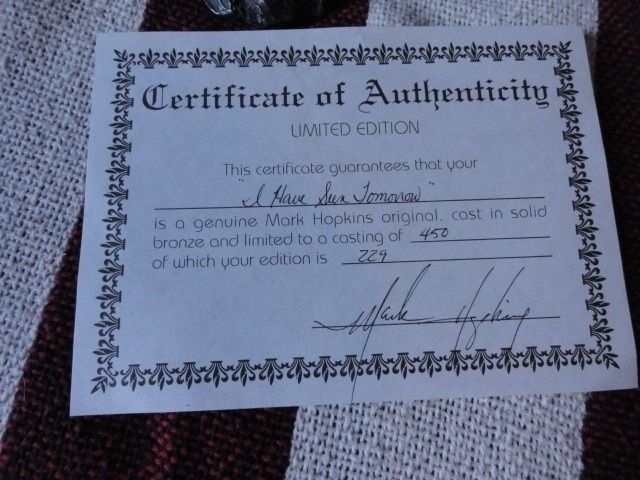 Certificate of Authenticity
LIMITED EDITION
This certificate guarantees that your
"I Have Seen Tomorrow"
is a genuine Mark Hopkins original, cast in solid
bronze and limited to a casting of 450
of which your edition is 229
Mark Hopkins